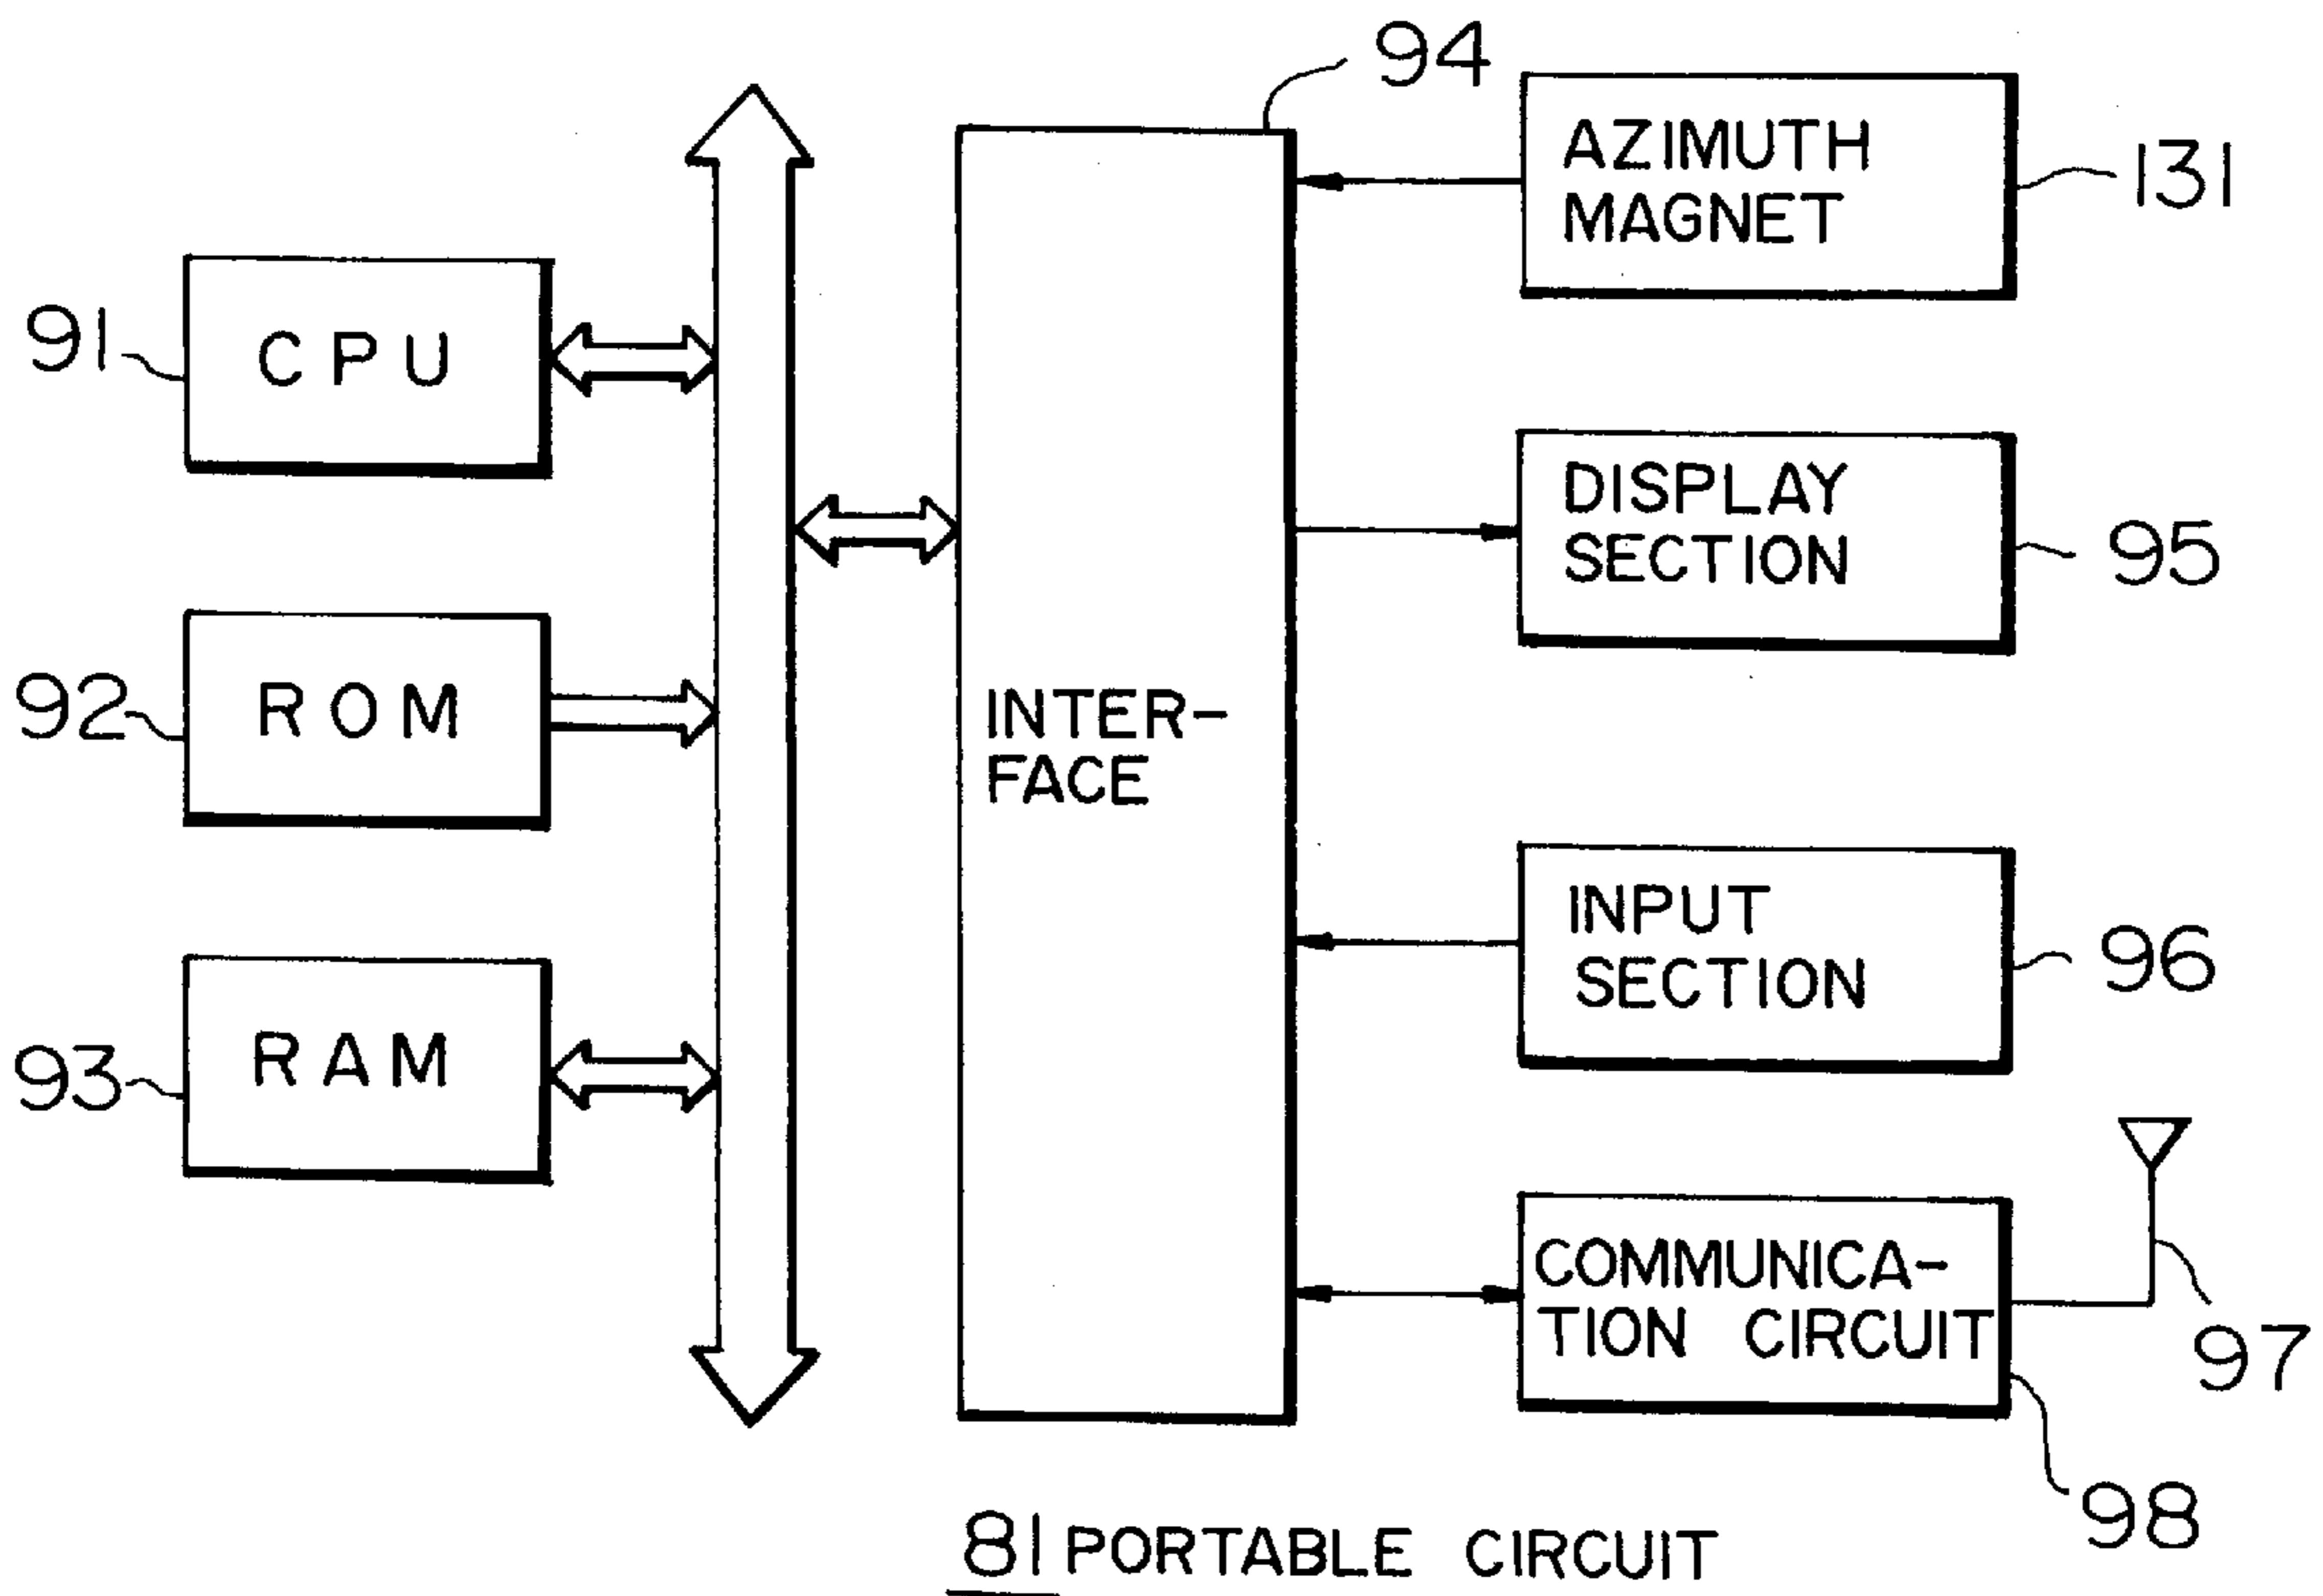 94
AZIMUTH
MAGNET
131
91
CPU
DISPLAY
SECTION
95
92
ROM
INTER-
FACE
INPUT
SECTION
96
93
RAM
COMMUNICA-
TION CIRCUIT
97
98
81 PORTABLE CIRCUIT